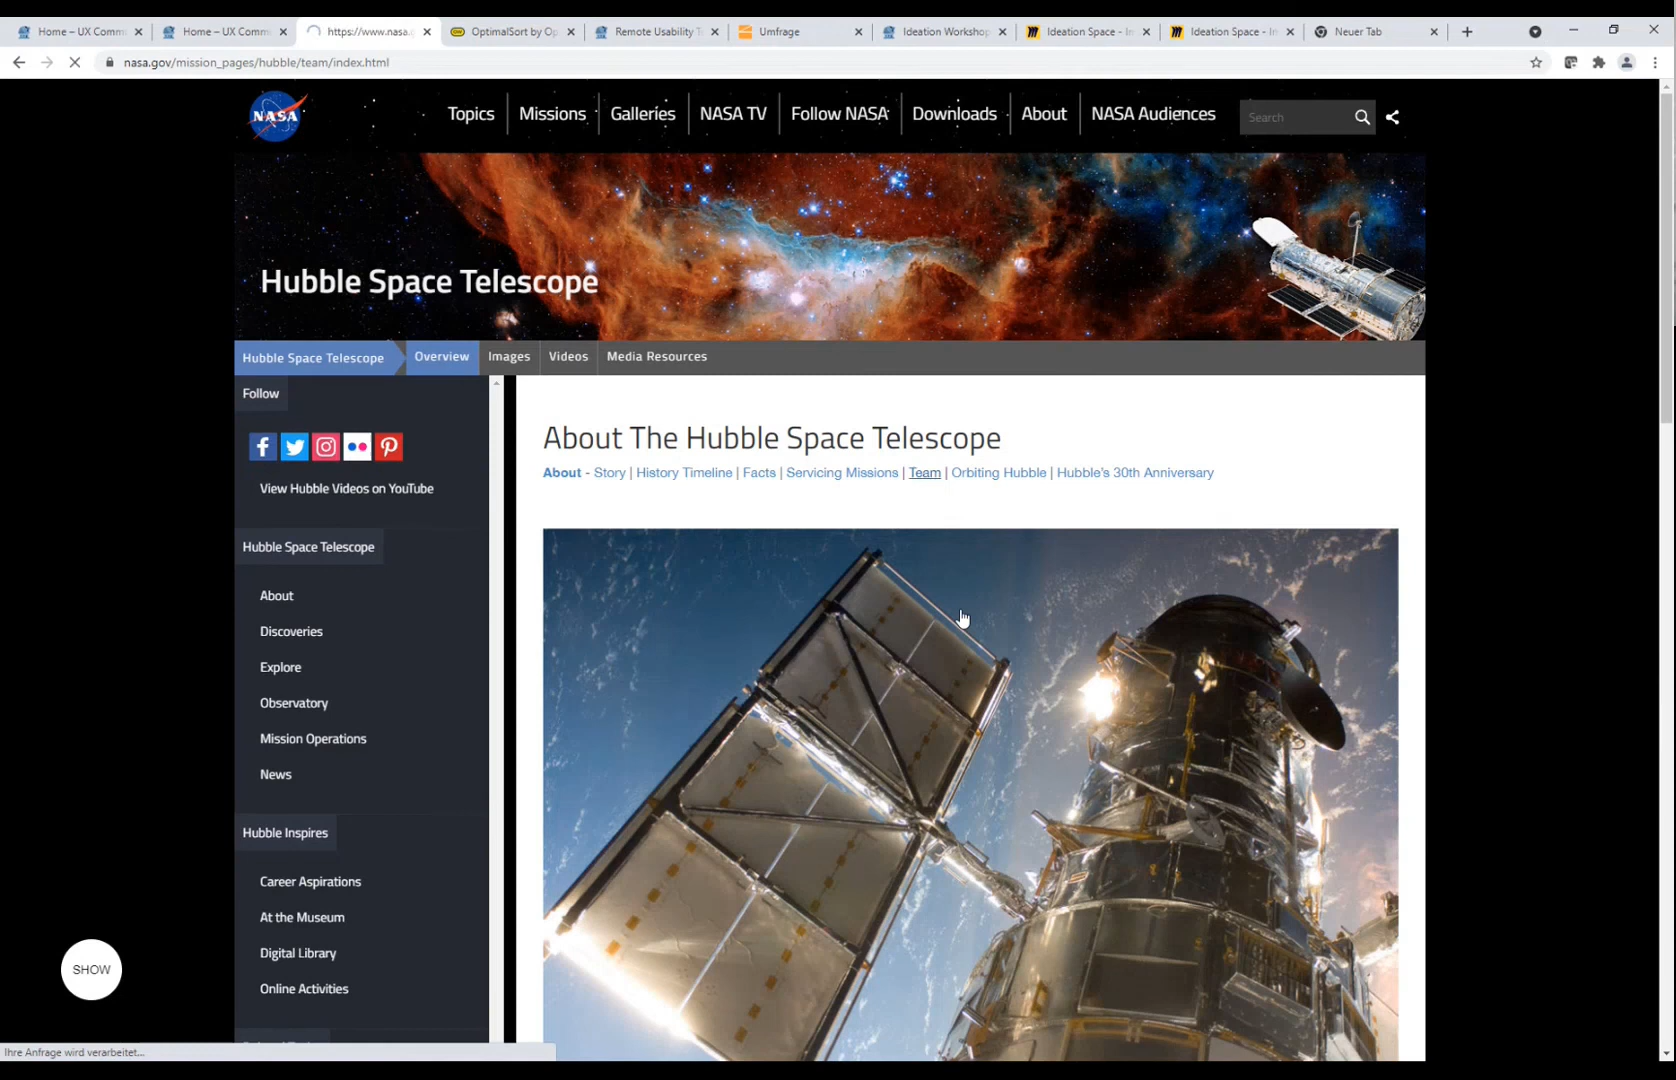 Home – UX Comm
Home – UX Comm
https://www.nasa.g
OptimalSort by Op
Remote Usability T
Umfrage
Ideation Workshop
Ideation Space - In
Ideation Space - In
Neuer Tab
nasa.gov/mission_pages/hubble/team/index.html
NASA
Topics
Missions
Galleries
NASA TV
Follow NASA
Downloads
About
NASA Audiences
Search
Hubble Space Telescope
Hubble Space Telescope
Overview
Images
Videos
Media Resources
Follow
View Hubble Videos on YouTube
Hubble Space Telescope
About
Discoveries
Explore
Observatory
Mission Operations
News
Hubble Inspires
Career Aspirations
At the Museum
Digital Library
Online Activities
About The Hubble Space Telescope
About - Story | History Timeline | Facts | Servicing Missions | Team | Orbiting Hubble | Hubble's 30th Anniversary
SHOW
Ihre Anfrage wird verarbeitet...